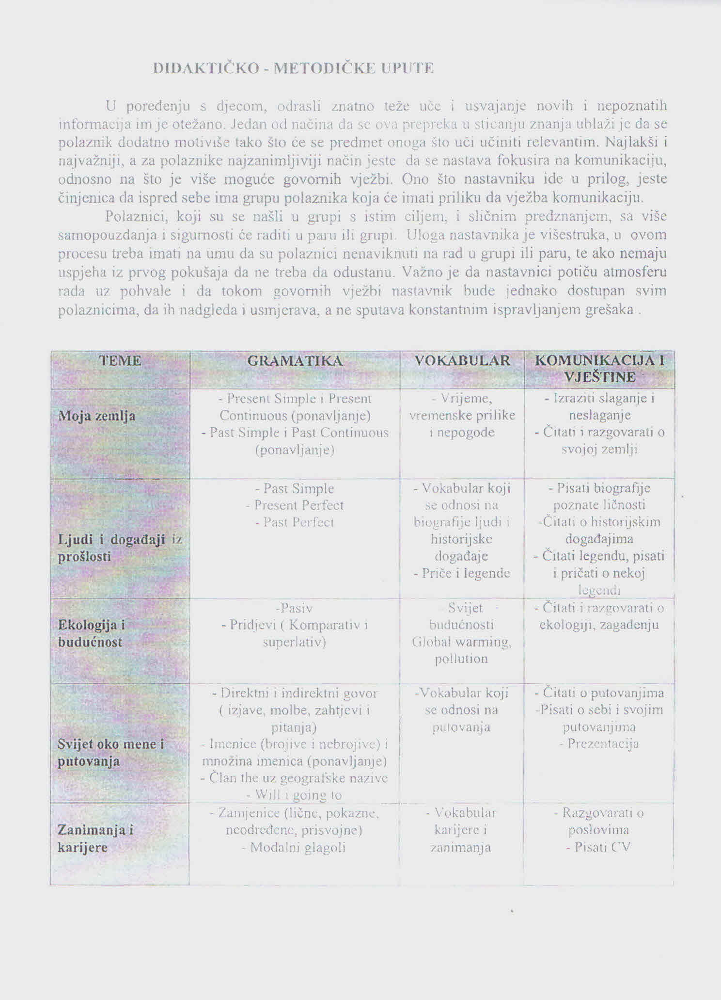 DIDAKTIČKO - METODIČKE UPUTE
U poređenju s djecom, odrasli znatno teže uče i usvajanje novih i nepoznatih
informacija im je otežano. Jedan od načina da se ova prepreka u sticanju znanja ublaži je da se
polaznik dodatno motiviše tako što će se predmet onoga što uči učiniti relevantim. Najlakši i
najvažniji, a za polaznike najzanimljiviji način jeste da se nastava fokusira na komunikaciju,
odnosno na što je više moguće govornih vježbi. Ono što nastavniku ide u prilog, jeste
činjenica da ispred sebe ima grupu polaznika koja će imati priliku da vježba komunikaciju.
Polaznici, koji su se našli u grupi s istim ciljem, i sličnim predznanjem, sa više
samopouzdanja i sigurnosti će raditi u paru ili grupi. Uloga nastavnika je višestruka, u ovom
procesu treba imati na umu da su polaznici nenaviknuti na rad u grupi ili paru, te ako nemaju
uspjeha iz prvog pokušaja da ne treba da odustanu. Važno je da nastavnici potiču atmosferu
rada uz pohvale i da tokom govornih vježbi nastavnik bude jednako dostupan svim
polaznicima, da ih nadgleda i usmjerava, a ne sputava konstantnim ispravljanjem grešaka .
TEME
GRAMATIKA
VOKABULAR
KOMUNIKACIJA I
VJEŠTINE
Moja zemlja
- Present Simple i Present
Continuous (ponavljanje)
- Past Simple i Past Continuous
(ponavljanje)
- Vrijeme,
vremenske prilike
i nepogode
- Izraziti slaganje i
neslaganje
- Čitati i razgovarati o
svojoj zemlji
Ljudi i događaji iz
prošlosti
- Past Simple
- Present Perfect
- Past Perfect
- Vokabular koji
se odnosi na
biografije ljudi i
historijske
događaje
- Priče i legende
- Pisati biografije
poznate ličnosti
-Čitati o historijskim
događajima
- Čitati legendu, pisati
i pričati o nekoj
legendi
Ekologija i
budućnost
-Pasiv
- Pridjevi ( Komparativ i
superlativ)
Svijet
budućnosti
Global warming,
pollution
- Čitati i razgovarati o
ekologiji, zagađenju
Svijet oko mene i
putovanja
- Direktni i indirektni govor
( izjave, molbe, zahtjevi i
pitanja)
- Imenice (brojive i nebrojive) i
množina imenica (ponavljanje)
- Član the uz geografske nazive
- Will i going to
-Vokabular koji
se odnosi na
putovanja
- Čitati o putovanjima
-Pisati o sebi i svojim
putovanjima
- Prezentacija
Zanimanja i
karijere
- Zamjenice (lične, pokazne,
neodređene, prisvojne)
- Modalni glagoli
- Vokabular
karijere i
zanimanja
- Razgovarati o
poslovima
- Pisati CV